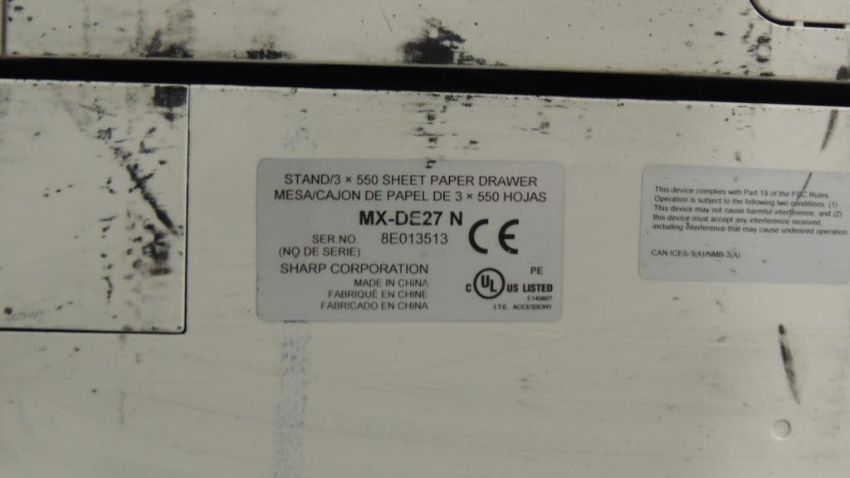 STAND/3 × 550 SHEET PAPER DRAWER
MESA/CAJON DE PAPEL DE 3 × 550 HOJAS
MX-DE27 N
SER.NO. 8E013513
(NO DE SERIE)
CE
SHARP CORPORATION
MADE IN CHINA
FABRIQUÉ EN CHINE
FABRICADO EN CHINA
PE
C UL US LISTED
E145607
I.T.E. ACCESSORY
This device complies with Part 15 of the FCC Rules.
Operation is subject to the following two conditions: (1)
This device may not cause harmful interference, and (2)
this device must accept any interference received,
including interference that may cause undesired operation
CAN ICES-3(A)/NMB-3(A)